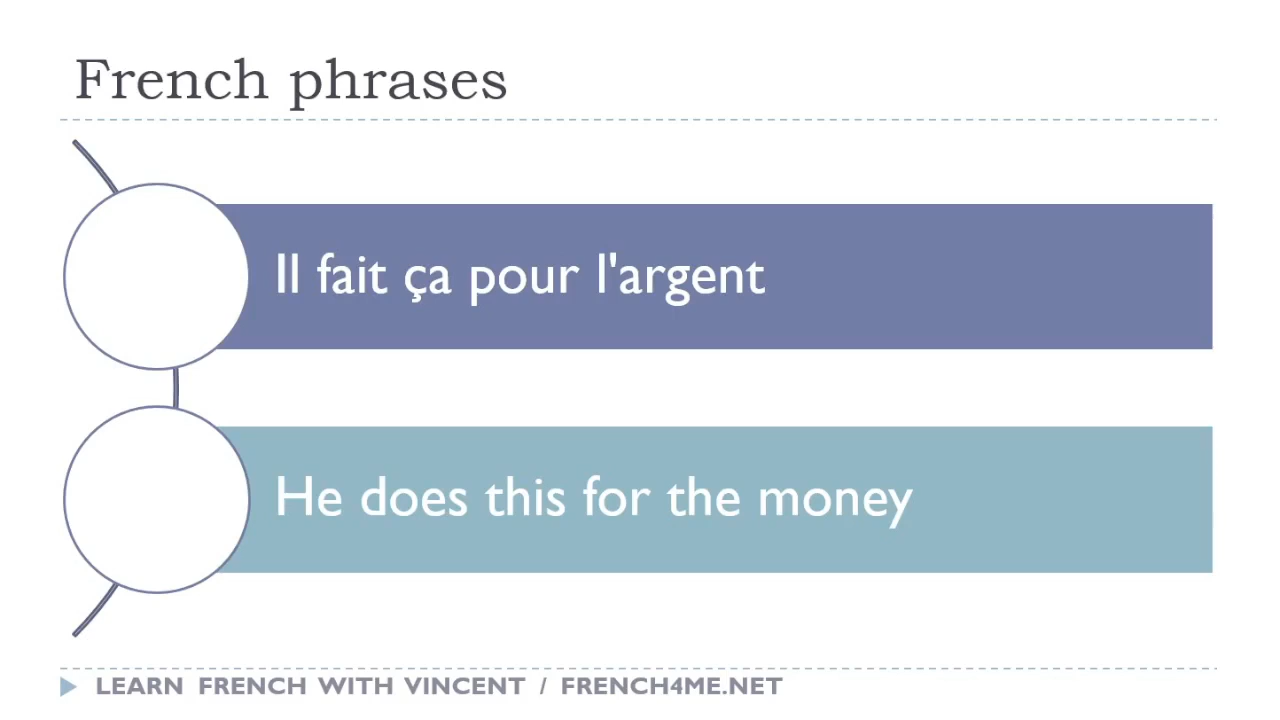 French phrases
Il fait ça pour l'argent
He does this for the money
LEARN FRENCH WITH VINCENT / FRENCH4ME.NET